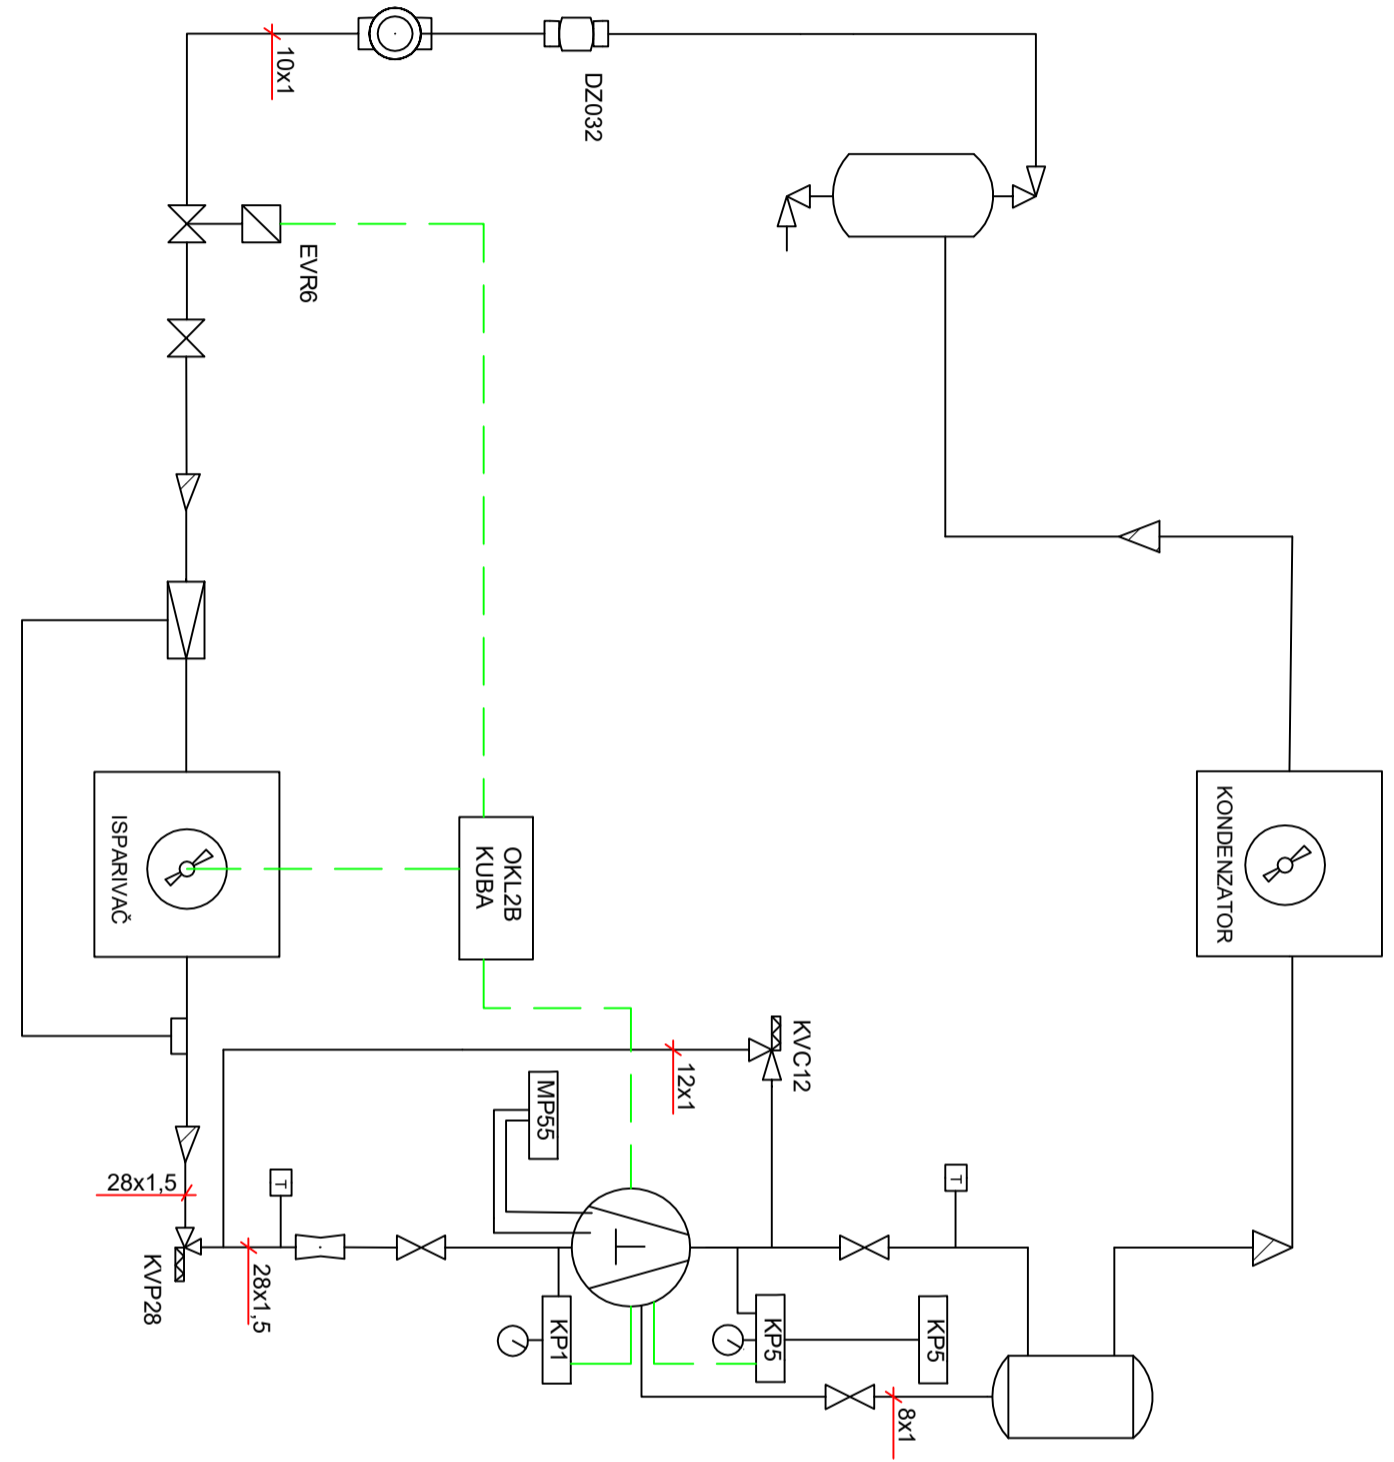 10x1
DZ032
EVR6
KONDENZATOR
ISPARIVAČ
OKL2B
KUBA
KVC12
12x1
MP55
T
T
28x1,5
KVP28
28x1,5
KP1
KP5
KP5
8x1